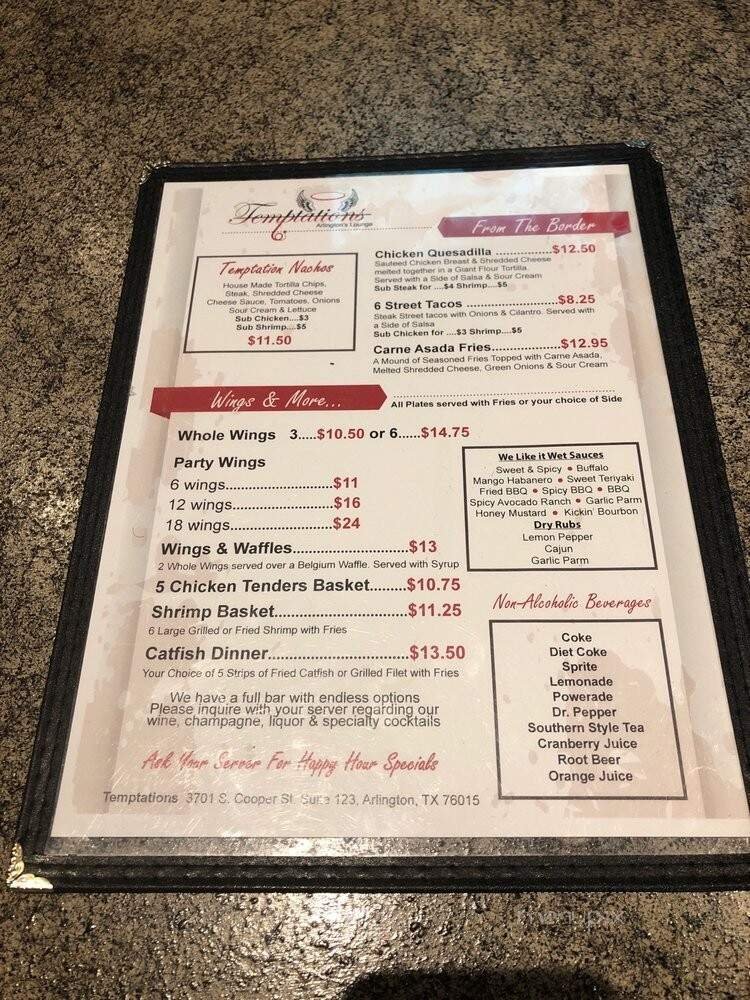 Temptations
Arlington's Lounge
From The Border
Temptation Nachos
House Made Tortilla Chips,
Steak, Shredded Cheese
Cheese Sauce, Tomatoes, Onions
Sour Cream & Lettuce
Sub Chicken....$3
Sub Shrimp....$5
$11.50
Chicken Quesadilla ................$12.50
Sauteed Chicken Breast & Shredded Cheese
melted together in a Giant Flour Tortilla.
Served with a Side of Salsa & Sour Cream
Sub Steak for ....$4 Shrimp....$5
6 Street Tacos ......................$8.25
Steak Street tacos with Onions & Cilantro. Served with
a Side of Salsa
Sub Chicken for ....$3 Shrimp....$5
Carne Asada Fries................$12.95
A Mound of Seasoned Fries Topped with Carne Asada,
Melted Shredded Cheese, Green Onions & Sour Cream
Wings & More...
All Plates served with Fries or your choice of Side
Whole Wings 3.....$10.50 or 6......$14.75
Party Wings
6 wings.........................$11
12 wings.......................$16
18 wings.......................$24
Wings & Waffles...........................$13
2 Whole Wings served over a Belgium Waffle. Served with Syrup
5 Chicken Tenders Basket.........$10.75
Shrimp Basket...............................$11.25
6 Large Grilled or Fried Shrimp with Fries
Catfish Dinner................................$13.50
Your Choice of 5 Strips of Fried Catfish or Grilled Filet with Fries
We Like it Wet Sauces
Sweet & Spicy • Buffalo
Mango Habanero • Sweet Teriyaki
Fried BBQ • Spicy BBQ • BBQ
Spicy Avocado Ranch • Garlic Parm
Honey Mustard • Kickin' Bourbon
Dry Rubs
Lemon Pepper
Cajun
Garlic Parm
Non-Alcoholic Beverages
Coke
Diet Coke
Sprite
Lemonade
Powerade
Dr. Pepper
Southern Style Tea
Cranberry Juice
Root Beer
Orange Juice
We have a full bar with endless options
Please inquire with your server regarding our
wine, champagne, liquor & specialty cocktails
Ask Your Server For Happy Hour Specials
Temptations 3701 S. Cooper St. Suite 123, Arlington, TX 76015